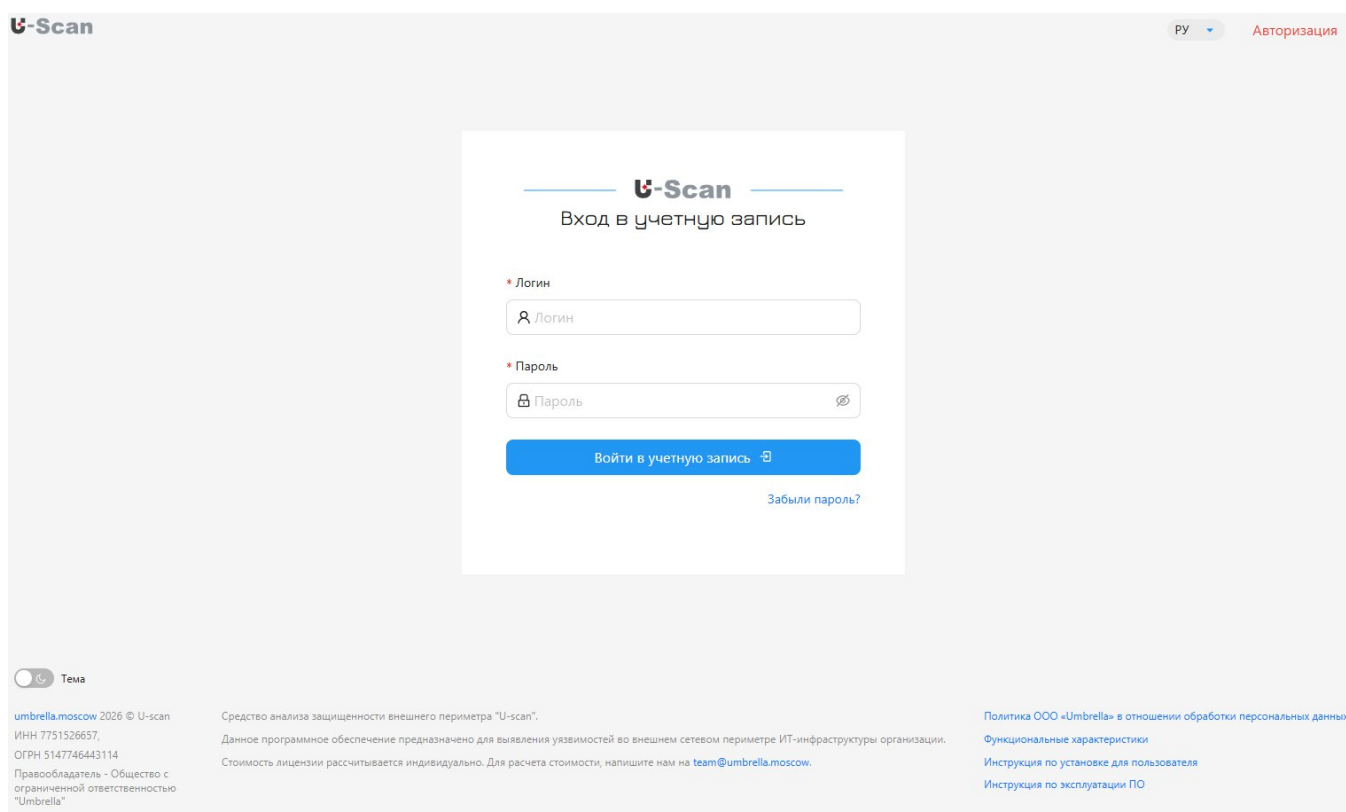 U-Scan
РУ
Авторизация
U-Scan
Вход в учетную запись
* Логин
Логин
* Пароль
Пароль
Войти в учетную запись
Забыли пароль?
Тема
umbrella.moscow 2026 © U-scan
ИНН 7751526657,
ОГРН 5147746443114
Правообладатель - Общество с
ограниченной ответственностью
"Umbrella"
Средство анализа защищенности внешнего периметра "U-scan".
Данное программное обеспечение предназначено для выявления уязвимостей во внешнем сетевом периметре ИТ-инфраструктуры организации.
Стоимость лицензии рассчитывается индивидуально. Для расчета стоимости, напишите нам на team@umbrella.moscow.
Политика ООО «Umbrella» в отношении обработки персональных данных
Функциональные характеристики
Инструкция по установке для пользователя
Инструкция по эксплуатации ПО